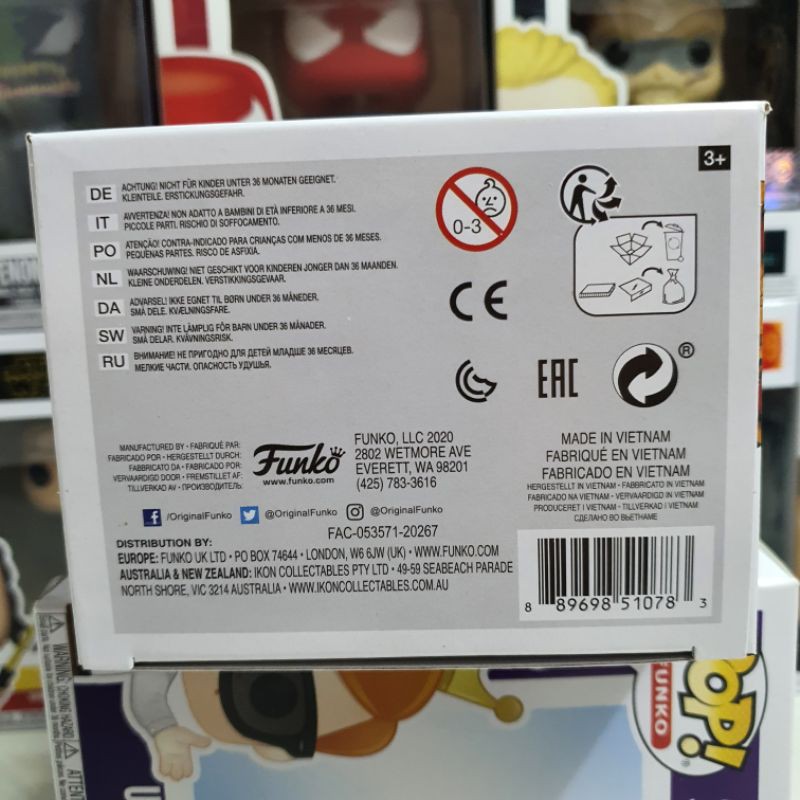 3+
DE ACHTUNG! NICHT FÜR KINDER UNTER 36 MONATEN GEEIGNET.
KLEINTEILE. ERSTICKUNGSGEFAHR.
IT AVVERTENZA! NON ADATTO A BAMBINI DI ETÀ INFERIORE A 36 MESI.
PICCOLE PARTI. RISCHIO DI SOFFOCAMENTO.
PO ATENÇÃO! CONTRA-INDICADO PARA CRIANÇAS COM MENOS DE 36 MESES.
PEQUENAS PARTES. RISCO DE ASFIXIA.
NL WAARSCHUWING! NIET GESCHIKT VOOR KINDEREN JONGER DAN 36 MAANDEN.
KLEINE ONDERDELEN. VERSTIKKINGSGEVAAR.
DA ADVARSEL! IKKE EGNET TIL BØRN UNDER 36 MÅNEDER.
SMÅ DELE. KVÆLNINGSFARE.
SW VARNING! INTE LÄMPLIG FÖR BARN UNDER 36 MÅNADER.
SMÅ DELAR. KVÄVNINGSRISK.
RU ВНИМАНИЕ! НЕ ПРИГОДНО ДЛЯ ДЕТЕЙ МЛАДШЕ 36 МЕСЯЦЕВ.
МЕЛКИЕ ЧАСТИ. ОПАСНОСТЬ УДУШЬЯ.
0-3
CE
EAC
®
MANUFACTURED BY • FABRIQUÉ PAR:
FABRICADO POR • HERGESTELLT DURCH:
FABBRICATO DA • FABRICADO POR:
VERVAARDIGD DOOR • FREMSTILLET AF:
TILLVERKAD AV • ПРОИЗВОДИТЕЛЬ:
Funko
www.funko.com
FUNKO, LLC 2020
2802 WETMORE AVE
EVERETT, WA 98201
(425) 783-3616
MADE IN VIETNAM
FABRIQUÉ EN VIETNAM
FABRICADO EN VIETNAM
HERGESTELLT IN VIETNAM • FABBRICATO IN VIETNAM
FABRICADO NA VIETNAM • VERVAARDIGD IN VIETNAM
PRODUCERET I VIETNAM • TILLVERKAD I VIETNAM
СДЕЛАНО ВО ВЬЕТНАМЕ
/OriginalFunko @OriginalFunko @OriginalFunko
FAC-053571-20267
DISTRIBUTION BY:
EUROPE: FUNKO UK LTD • PO BOX 74644 • LONDON, W6 6JW (UK) • WWW.FUNKO.COM
AUSTRALIA & NEW ZEALAND: IKON COLLECTABLES PTY LTD • 49-59 SEABEACH PARADE
NORTH SHORE, VIC 3214 AUSTRALIA • WWW.IKONCOLLECTABLES.COM.AU
8 89698 51078 3
POP!
FUNKO